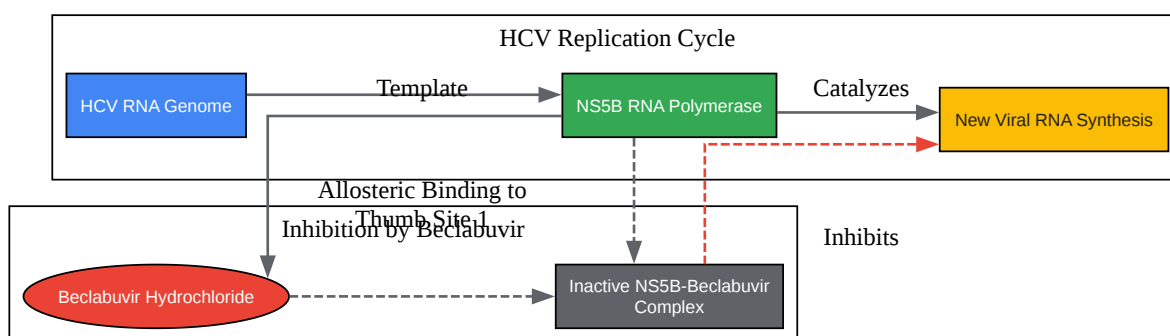 HCV Replication Cycle
HCV RNA Genome
Template
NS5B RNA Polymerase
Catalyzes
New Viral RNA Synthesis
Allosteric Binding to
Thumb Site 1
Inhibition by Beclabuvir
Inhibits
Beclabuvir Hydrochloride
Inactive NS5B-Beclabuvir
Complex